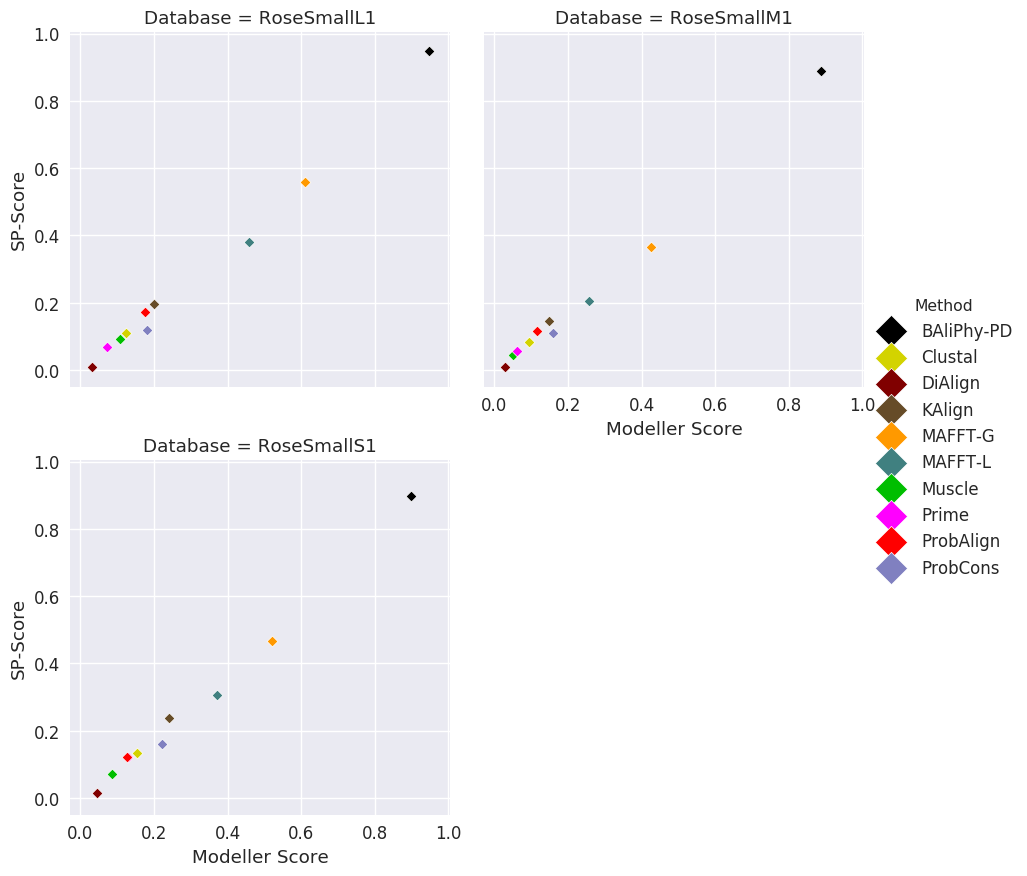 Database = RoseSmallL1
Database = RoseSmallM1
1.0
0.8
0.6
0.4
0.2
0.0
SP-Score
0.0 0.2 0.4 0.6 0.8 1.0
Modeller Score
Method
BAliPhy-PD
Clustal
DiAlign
KAlign
MAFFT-G
MAFFT-L
Muscle
Prime
ProbAlign
ProbCons
Database = RoseSmallS1
1.0
0.8
0.6
0.4
0.2
0.0
SP-Score
0.0 0.2 0.4 0.6 0.8 1.0
Modeller Score